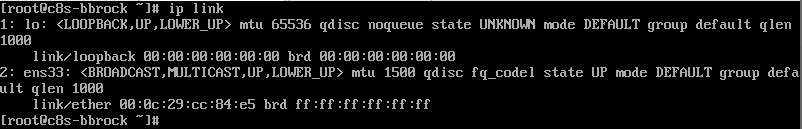 [root@c8s-bbrock ~]# ip link
1: lo: <LOOPBACK,UP,LOWER_UP> mtu 65536 qdisc noqueue state UNKNOWN mode DEFAULT group default qlen
1000
    link/loopback 00:00:00:00:00:00 brd 00:00:00:00:00:00
2: ens33: <BROADCAST,MULTICAST,UP,LOWER_UP> mtu 1500 qdisc fq_codel state UP mode DEFAULT group defa
ult qlen 1000
    link/ether 00:0c:29:cc:84:e5 brd ff:ff:ff:ff:ff:ff
[root@c8s-bbrock ~]#